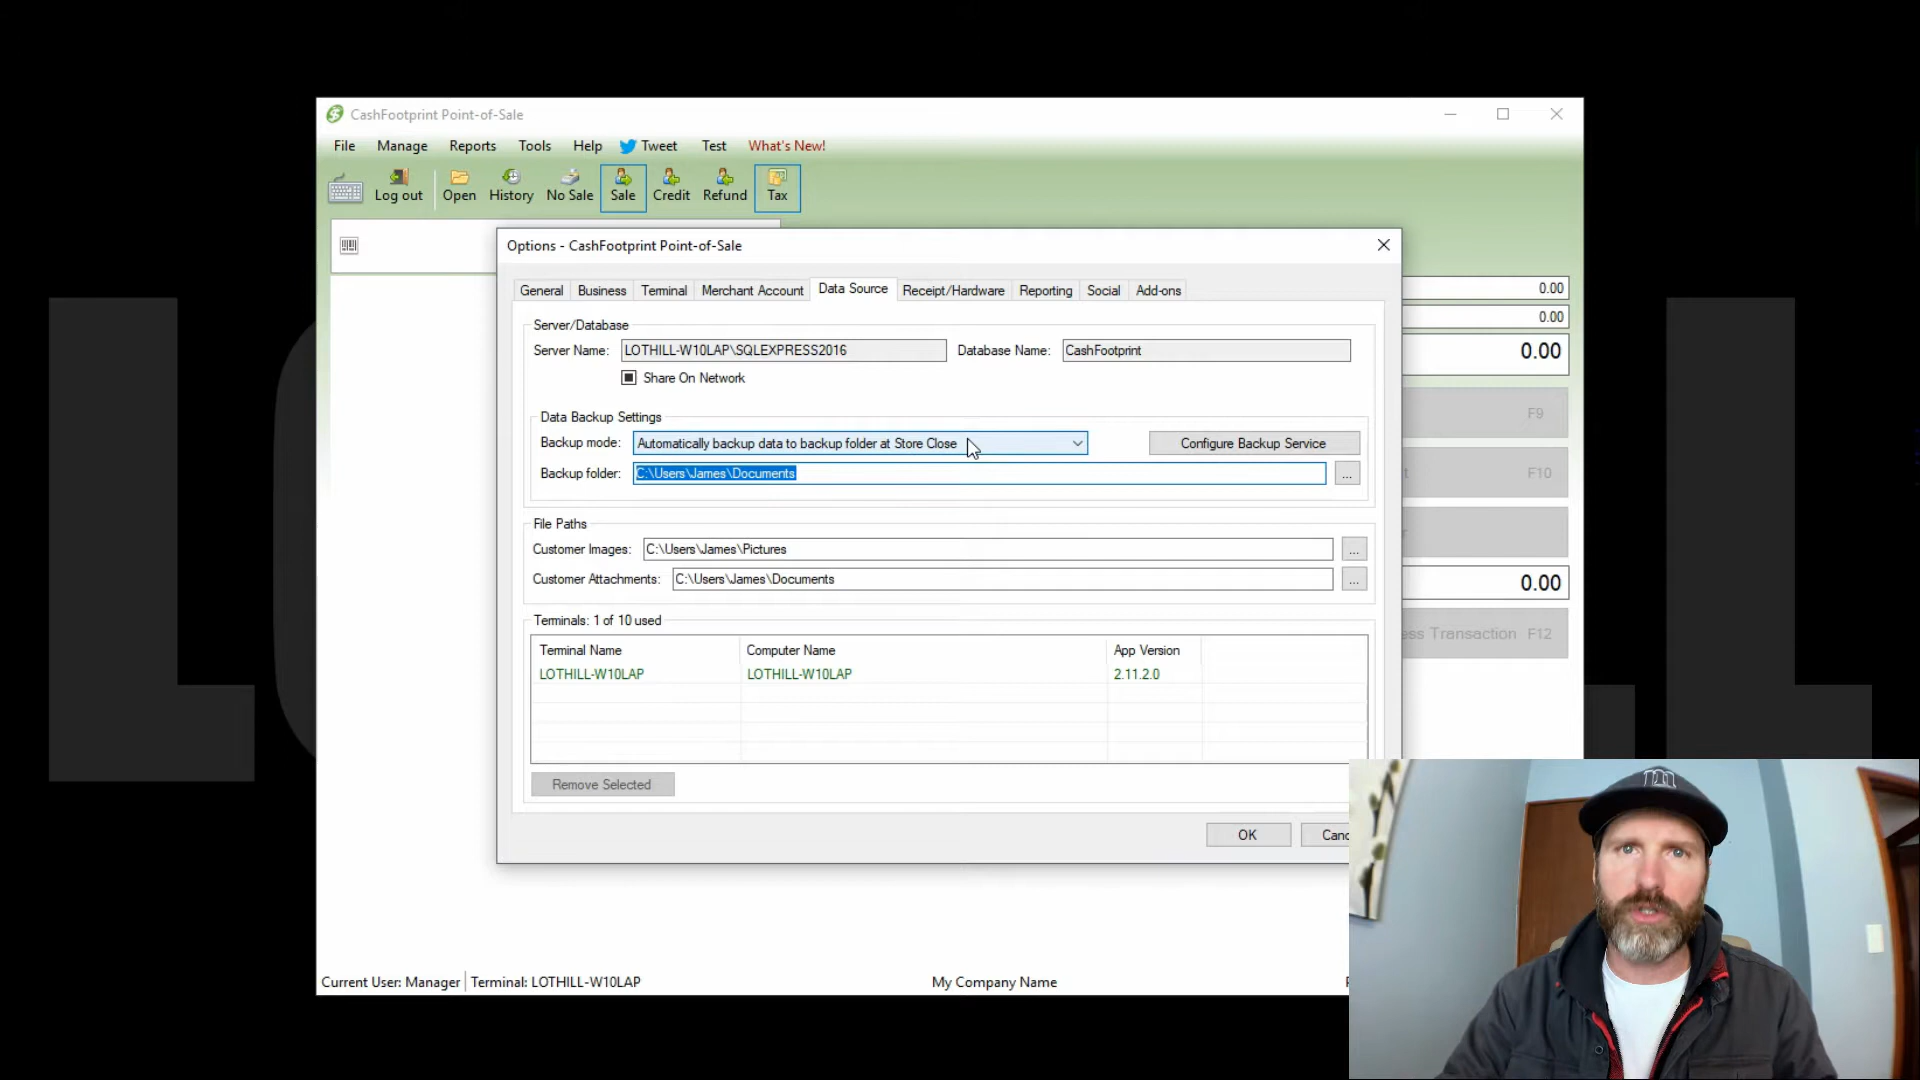 CashFootprint Point-of-Sale
File Manage Reports Tools Help Tweet Test What's New!
Log out Open History No Sale Sale Credit Refund Tax
Options - CashFootprint Point-of-Sale
General Business Terminal Merchant Account Data Source Receipt/Hardware Reporting Social Add-ons
0.00
0.00
0.00
Server/Database
Server Name: LOTHILL-W10LAP\SQLEXPRESS2016 Database Name: CashFootprint
Share On Network
Data Backup Settings
Backup mode: Automatically backup data to backup folder at Store Close Configure Backup Service
Backup folder: C:\Users\James\Documents ...
F9
F10
File Paths
Customer Images: C:\Users\James\Pictures ...
Customer Attachments: C:\Users\James\Documents ...
0.00
Terminals: 1 of 10 used
Terminal Name Computer Name App Version
LOTHILL-W10LAP LOTHILL-W10LAP 2.11.2.0
ess Transaction F12
Remove Selected
OK Canc
Current User: Manager Terminal: LOTHILL-W10LAP My Company Name